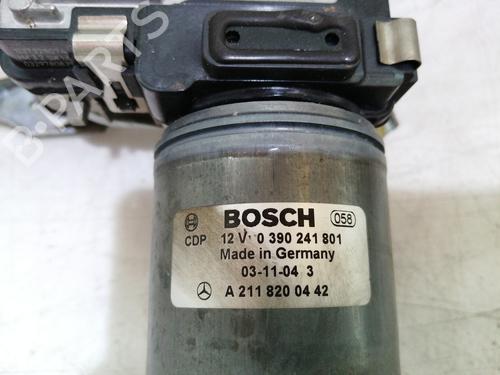 BOSCH 058
CDP 12 V 0 390 241 801
Made in Germany
03-11-04 3
A 211 820 04 42
B-PARTS